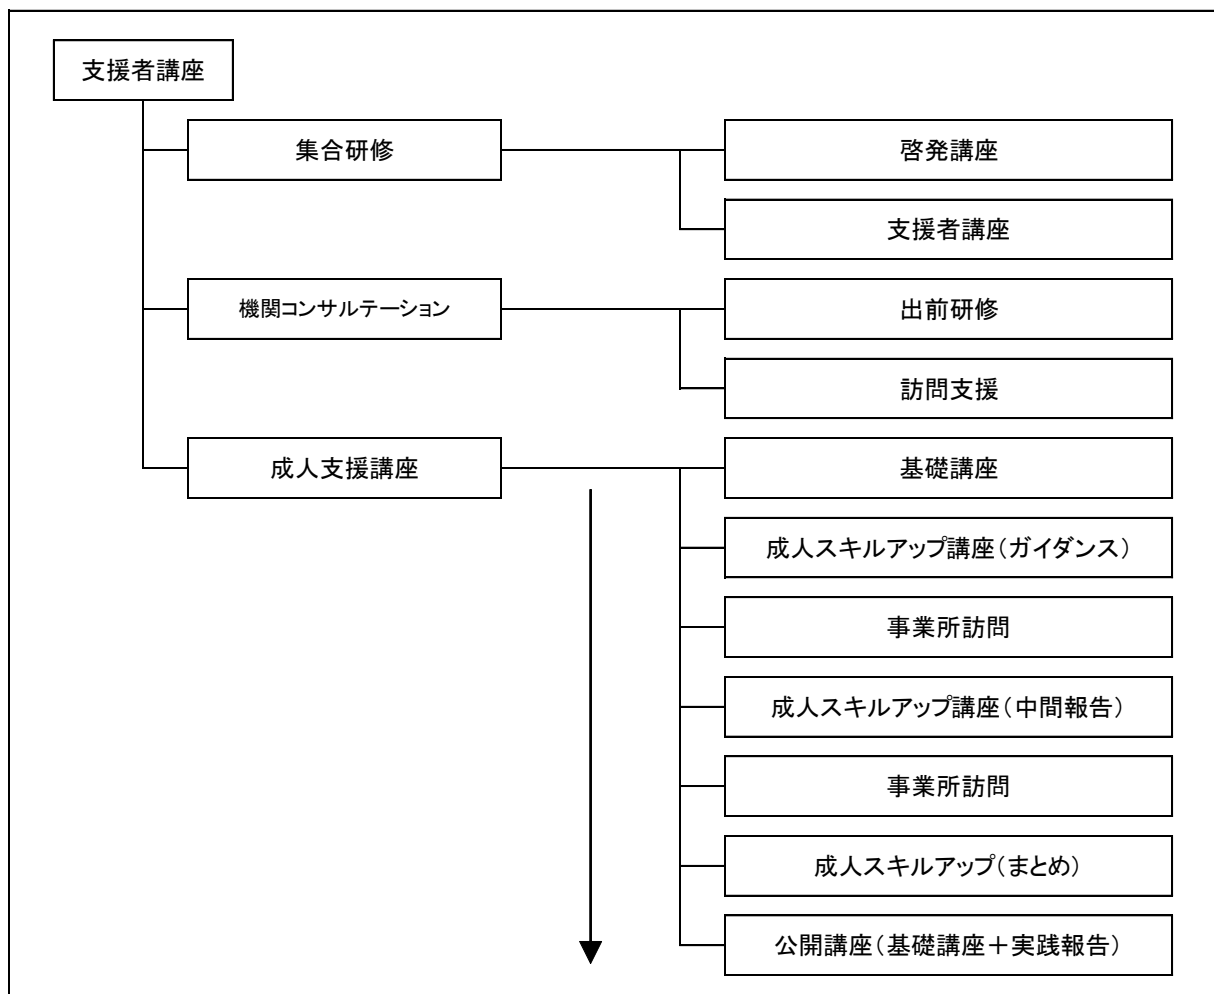 支援者講座
集合研修
啓発講座
支援者講座
機関コンサルテーション
出前研修
訪問支援
成人支援講座
基礎講座
成人スキルアップ講座(ガイダンス)
事業所訪問
成人スキルアップ講座(中間報告)
事業所訪問
成人スキルアップ(まとめ)
公開講座(基礎講座+実践報告)